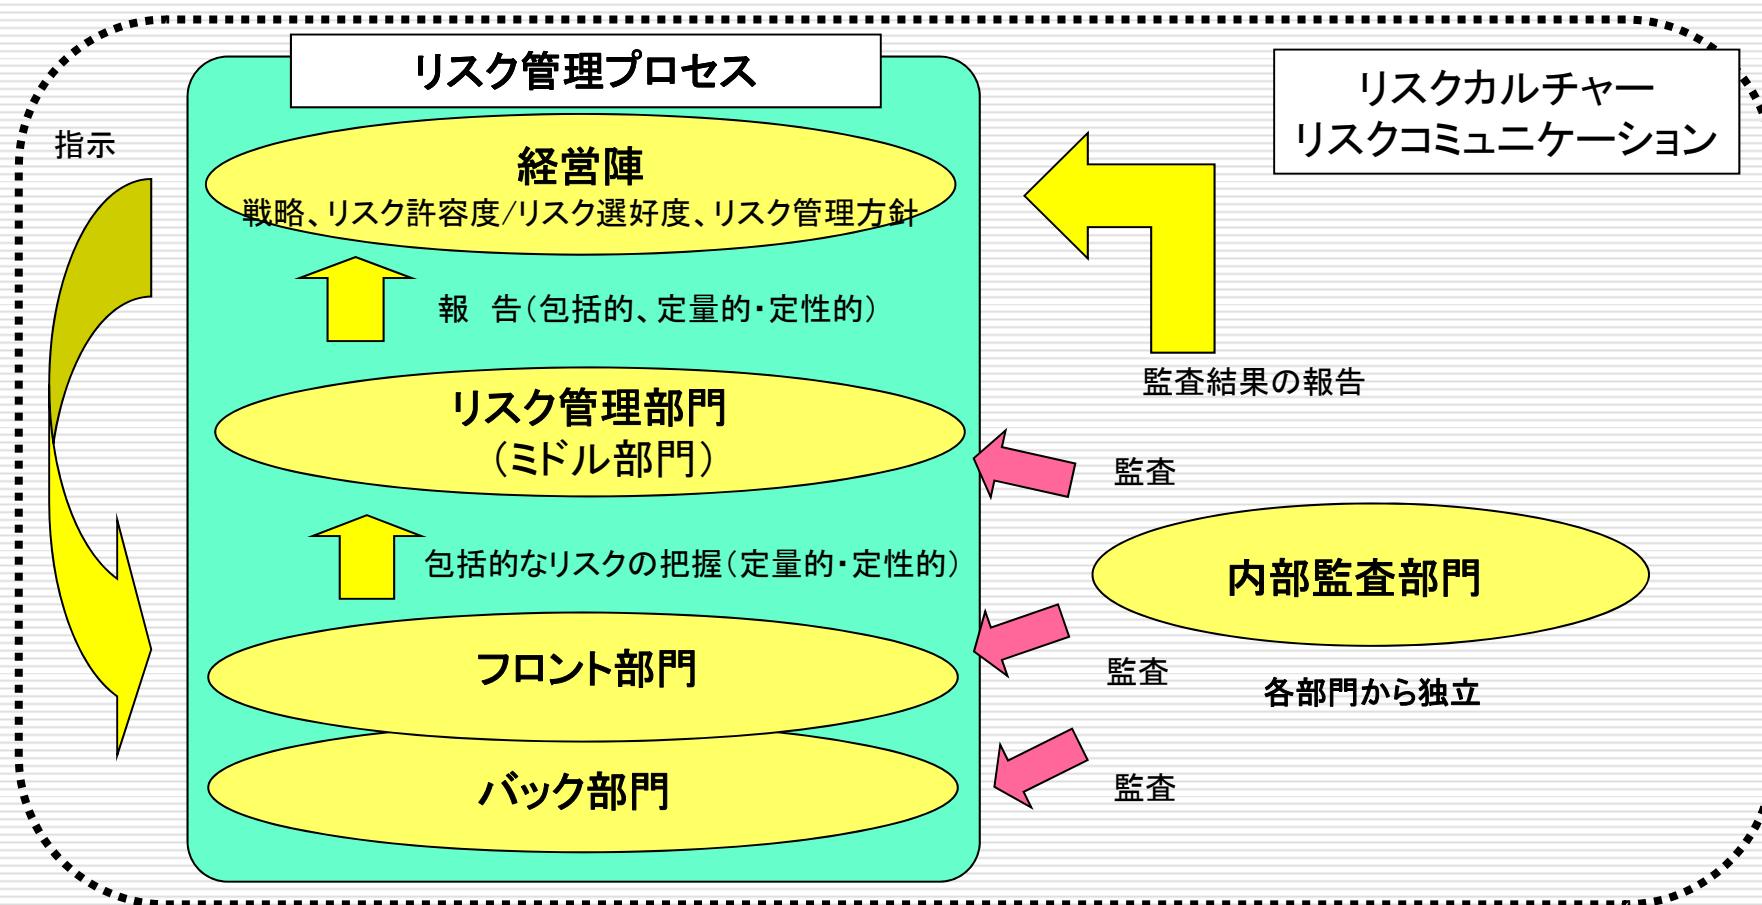 リスク管理プロセス
リスクカルチャー
リスクコミュニケーション
指示
経営陣
戦略、リスク許容度/リスク選好度、リスク管理方針
報　告(包括的、定量的・定性的)
監査結果の報告
リスク管理部門
(ミドル部門)
監査
包括的なリスクの把握(定量的・定性的)
内部監査部門
フロント部門
監査
各部門から独立
バック部門
監査